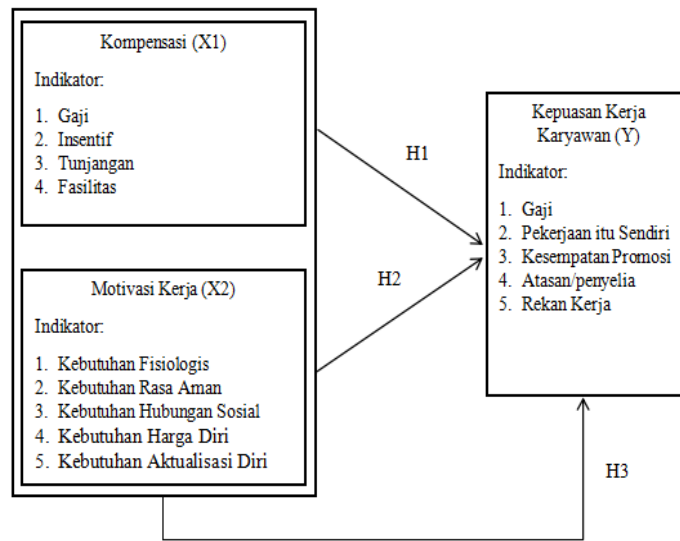 Kompensasi (X1)
Indikator:
1. Gaji
2. Insentif
3. Tunjangan
4. Fasilitas
Motivasi Kerja (X2)
Indikator:
1. Kebutuhan Fisiologis
2. Kebutuhan Rasa Aman
3. Kebutuhan Hubungan Sosial
4. Kebutuhan Harga Diri
5. Kebutuhan Aktualisasi Diri
H1
H2
Kepuasan Kerja
Karyawan (Y)
Indikator:
1. Gaji
2. Pekerjaan itu Sendiri
3. Kesempatan Promosi
4. Atasan/penyelia
5. Rekan Kerja
H3